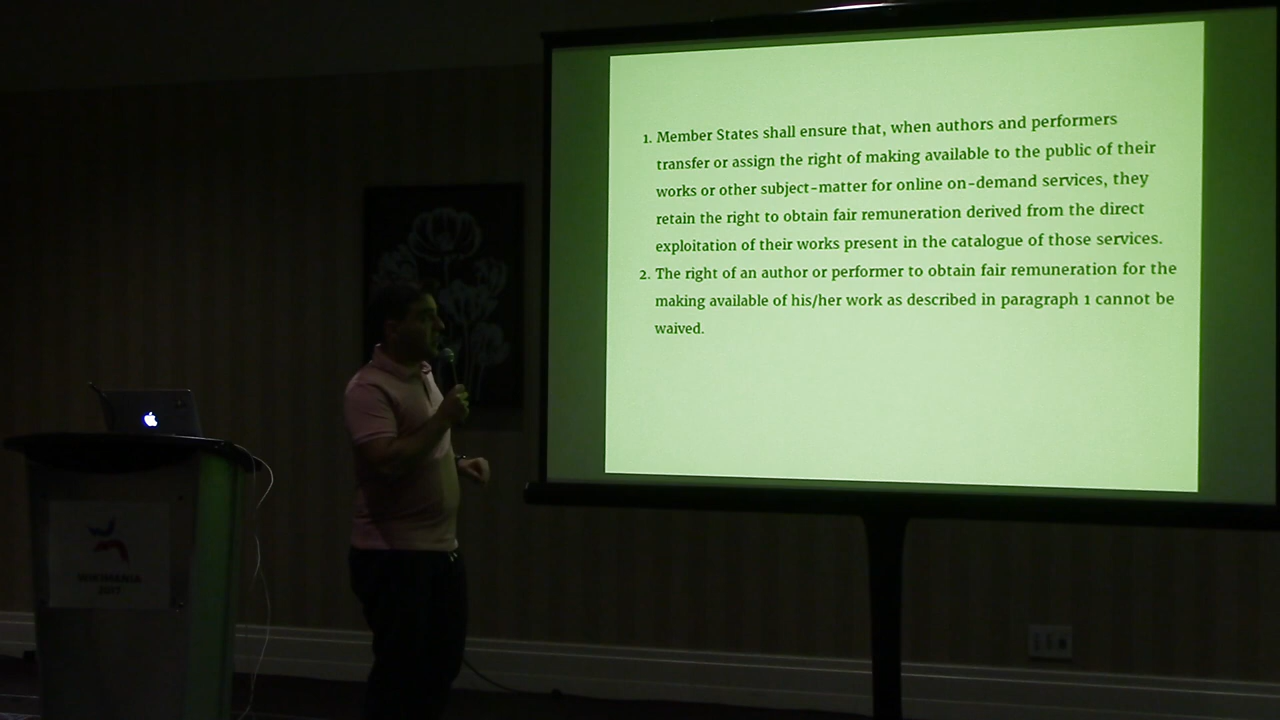 1. Member States shall ensure that, when authors and performers
transfer or assign the right of making available to the public of their
works or other subject-matter for online on-demand services, they
retain the right to obtain fair remuneration derived from the direct
exploitation of their works present in the catalogue of those services.
2. The right of an author or performer to obtain fair remuneration for the
making available of his/her work as described in paragraph 1 cannot be
waived.
WIKIMANIA
2017